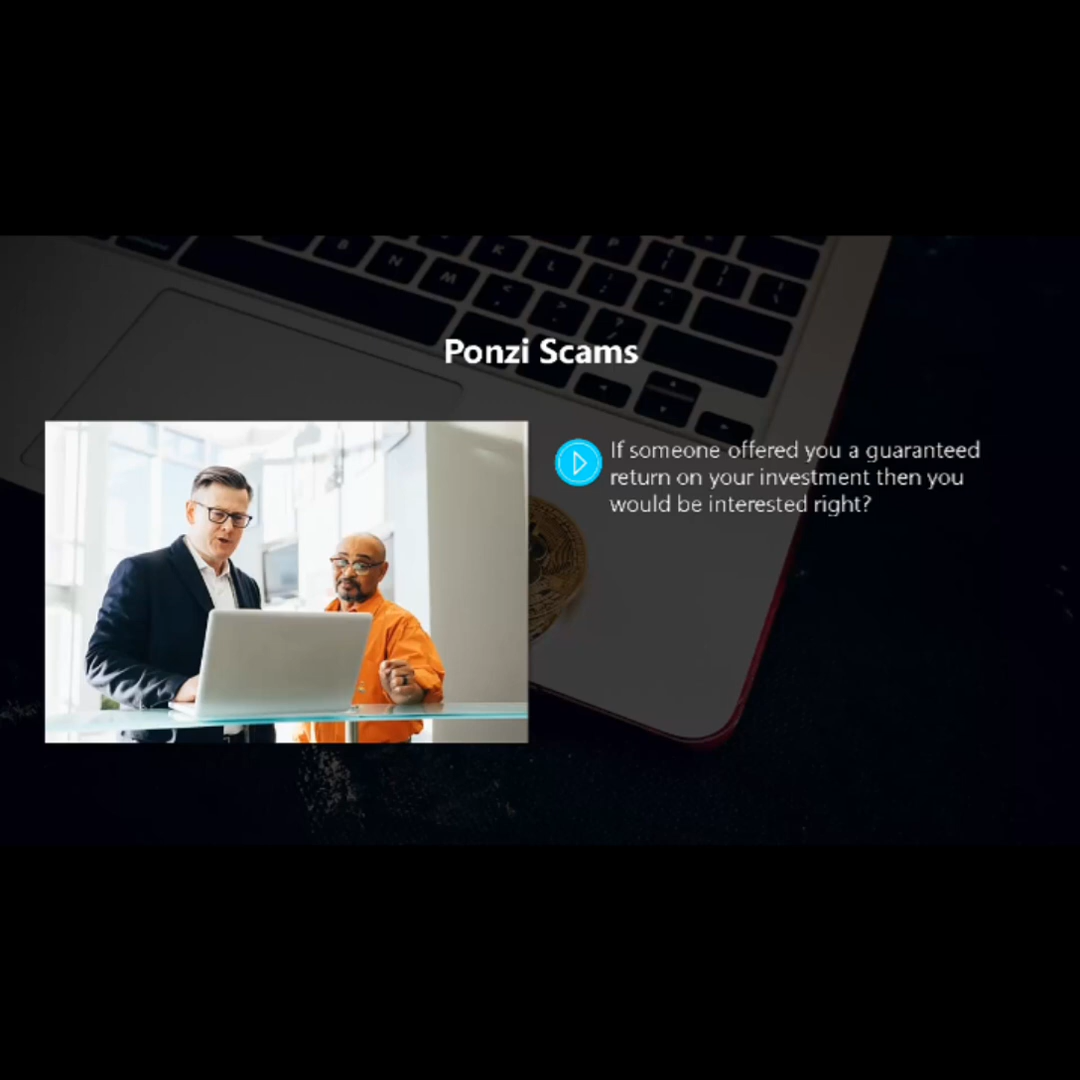 Ponzi Scams
If someone offered you a guaranteed
return on your investment then you
would be interested right?